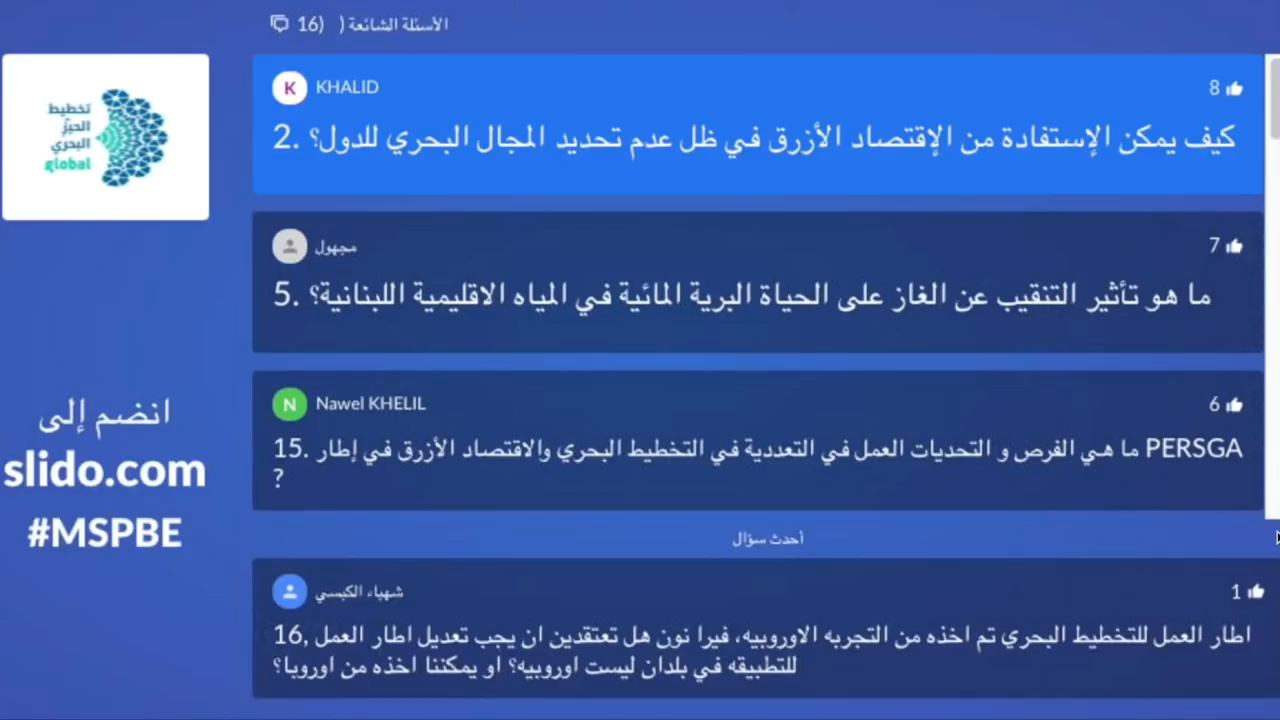 الأسئلة الشائعة ( 16)
تخطيط
الحيّز
البحري
global
KHALID
8
2. كيف يمكن الإستفادة من الإقتصاد الأزرق في ظل عدم تحديد المجال البحري للدول؟
مجهول
7
5. ما هو تأثير التنقيب عن الغاز على الحياة البرية المائية في المياه الاقليمية اللبنانية؟
Nawel KHELIL
6
15. ما هي الفرص و التحديات العمل في التعددية في التخطيط البحري والاقتصاد الأزرق في إطار PERSGA
?
انضم إلى
slido.com
#MSPBE
أحدث سؤال
شهباء الكبسي
1
16, اطار العمل للتخطيط البحري تم اخذه من التجربه الاوروبيه، فيرا نون هل تعتقدين ان يجب تعديل اطار العمل
للتطبيقه في بلدان ليست اوروبيه؟ او يمكننا اخذه من اوروبا؟